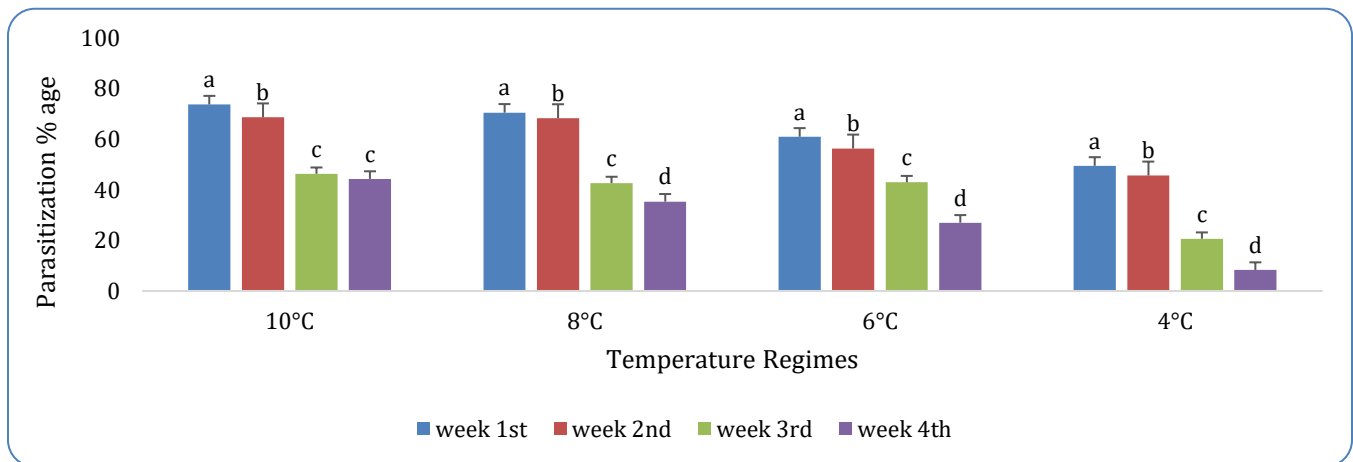 Parasitization % age
100
80
60
40
20
0
a b c c
a b c d
a b c d
a b c d
10°C 8°C 6°C 4°C
Temperature Regimes
week 1st week 2nd week 3rd week 4th